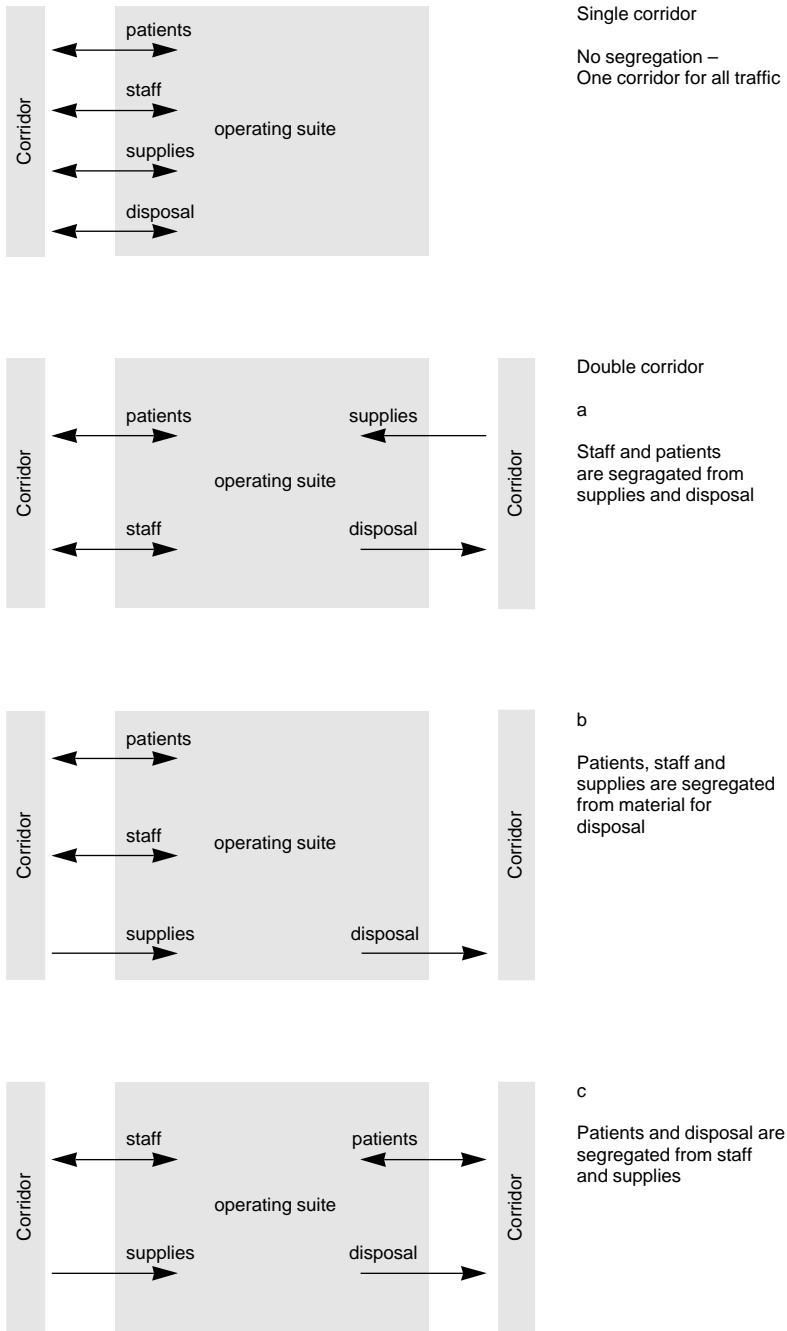 Single corridor
No segregation –
One corridor for all traffic
Corridor
patients
staff
supplies
disposal
operating suite
Double corridor
a
Staff and patients
are segragated from
supplies and disposal
Corridor
patients
staff
operating suite
supplies
disposal
Corridor
b
Patients, staff and
supplies are segregated
from material for
disposal
Corridor
patients
staff
supplies
operating suite
disposal
Corridor
c
Patients and disposal are
segregated from staff
and supplies
Corridor
staff
supplies
operating suite
patients
disposal
Corridor